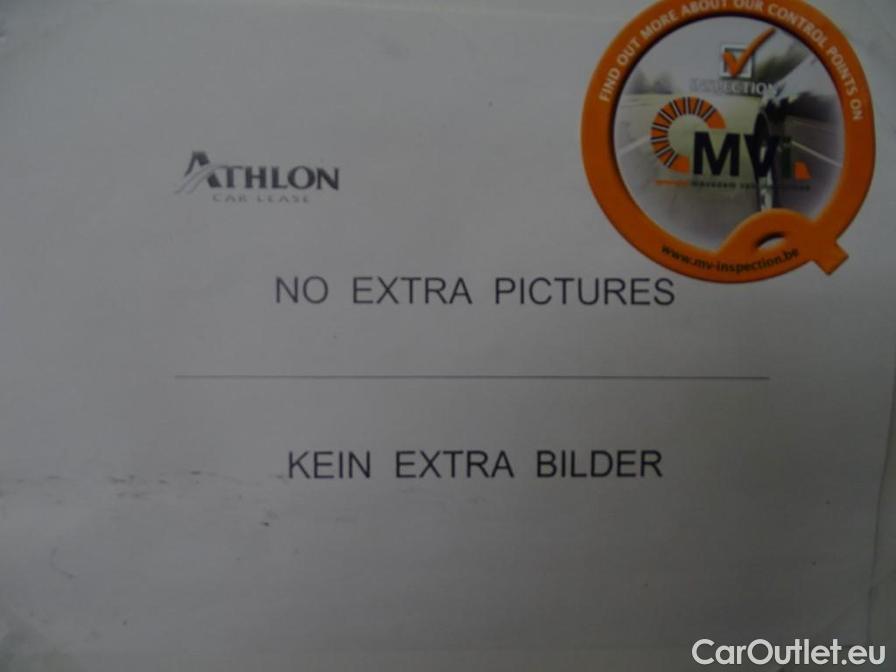 FIND OUT MORE ABOUT OUR CONTROL POINTS ON
INSPECTION
MVi
www.mv-inspection.be
ATHLON
CAR LEASE
NO EXTRA PICTURES
KEIN EXTRA BILDER
CarOutlet.eu